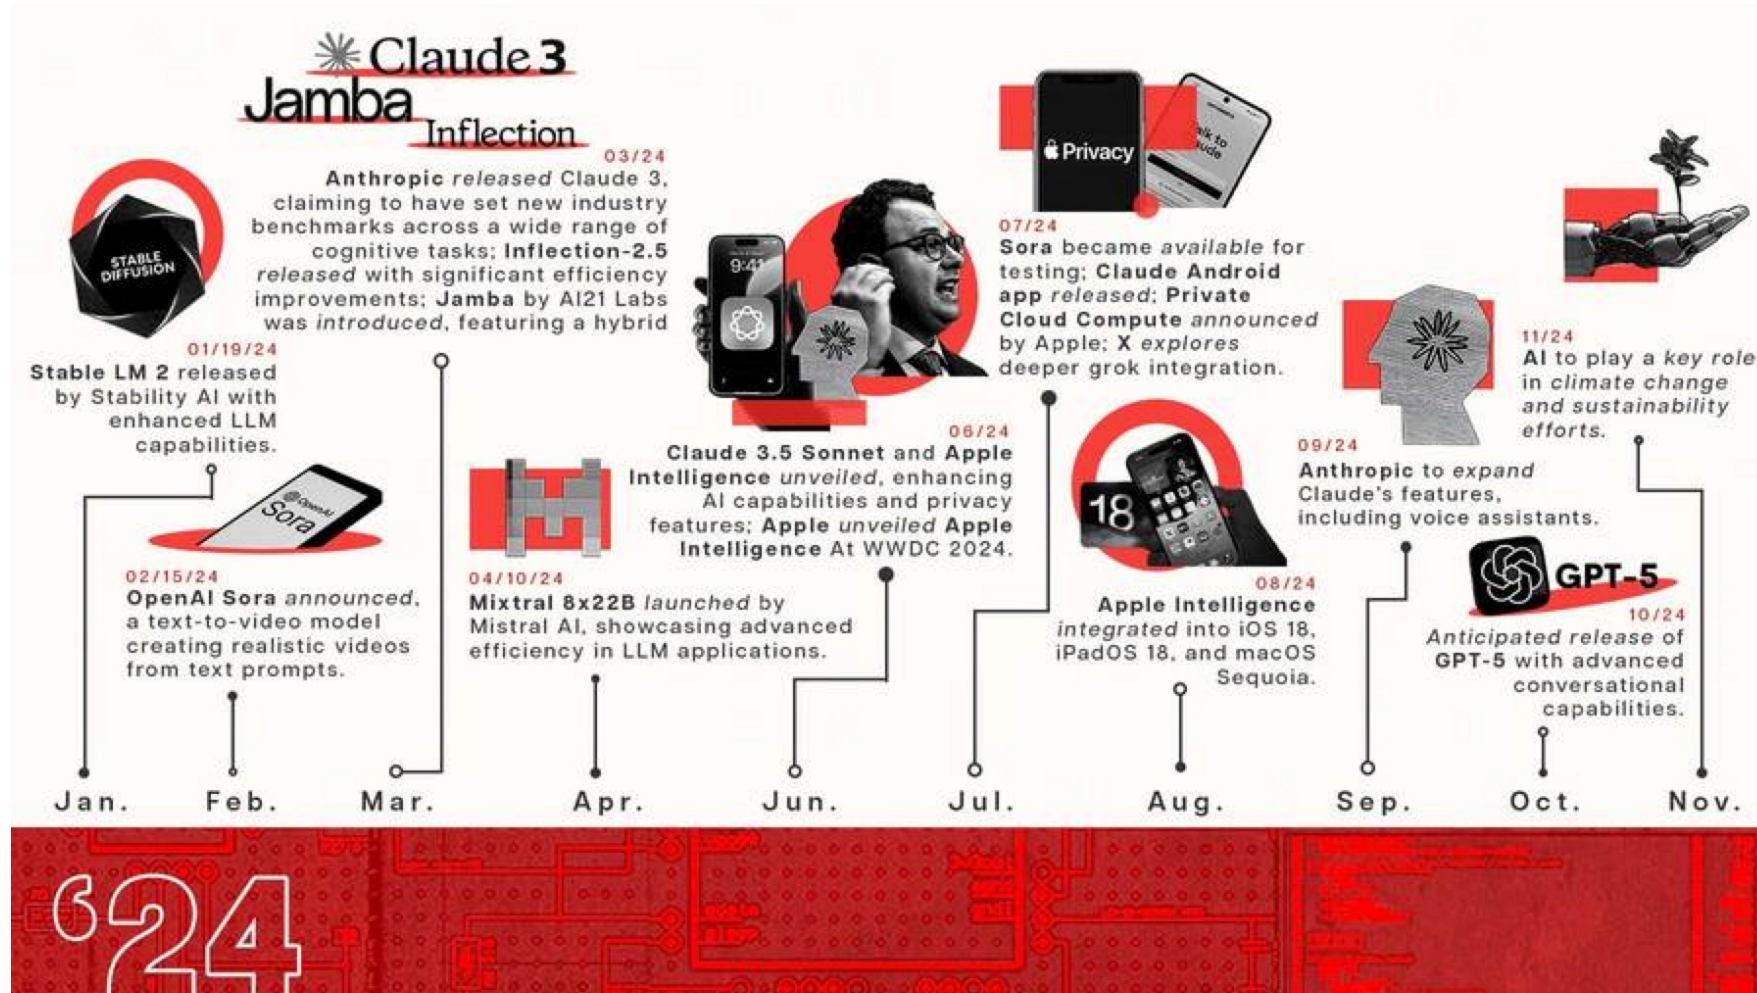 Claude 3
Jamba
Inflection
03/24
Anthropic released Claude 3,
claiming to have set new industry
benchmarks across a wide range of
cognitive tasks; Inflection-2.5
released with significant efficiency
improvements; Jamba by AI21 Labs
was introduced, featuring a hybrid
STABLE
DIFFUSION
01/19/24
Stable LM 2 released
by Stability AI with
enhanced LLM
capabilities.
OpenAI
Sora
02/15/24
OpenAI Sora announced,
a text-to-video model
creating realistic videos
from text prompts.
04/10/24
Mixtral 8x22B launched by
Mistral AI, showcasing advanced
efficiency in LLM applications.
9:41
06/24
Claude 3.5 Sonnet and Apple
Intelligence unveiled, enhancing
AI capabilities and privacy
features; Apple unveiled Apple
Intelligence At WWDC 2024.
Privacy
07/24
Sora became available for
testing; Claude Android
app released; Private
Cloud Compute announced
by Apple; X explores
deeper grok integration.
18
08/24
Apple Intelligence
integrated into iOS 18,
iPadOS 18, and macOS
Sequoia.
09/24
Anthropic to expand
Claude's features,
including voice assistants.
GPT-5
10/24
Anticipated release of
GPT-5 with advanced
conversational
capabilities.
11/24
AI to play a key role
in climate change
and sustainability
efforts.
Jan. Feb. Mar. Apr. Jun. Jul. Aug. Sep. Oct. Nov.
‘24